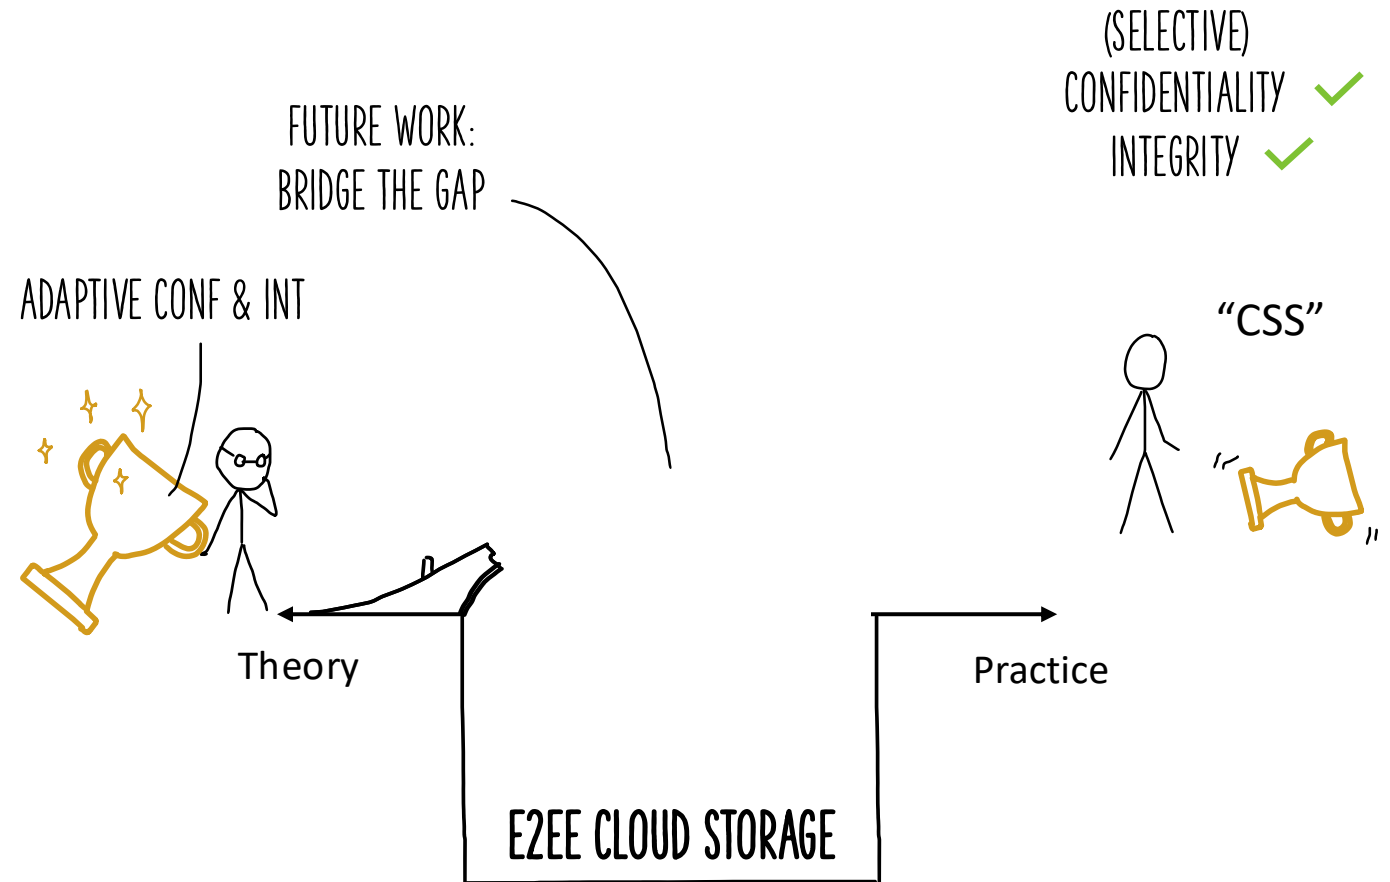 (SELECTIVE)
CONFIDENTIALITY
INTEGRITY
FUTURE WORK:
BRIDGE THE GAP
ADAPTIVE CONF & INT
“CSS”
Theory
Practice
E2EE CLOUD STORAGE